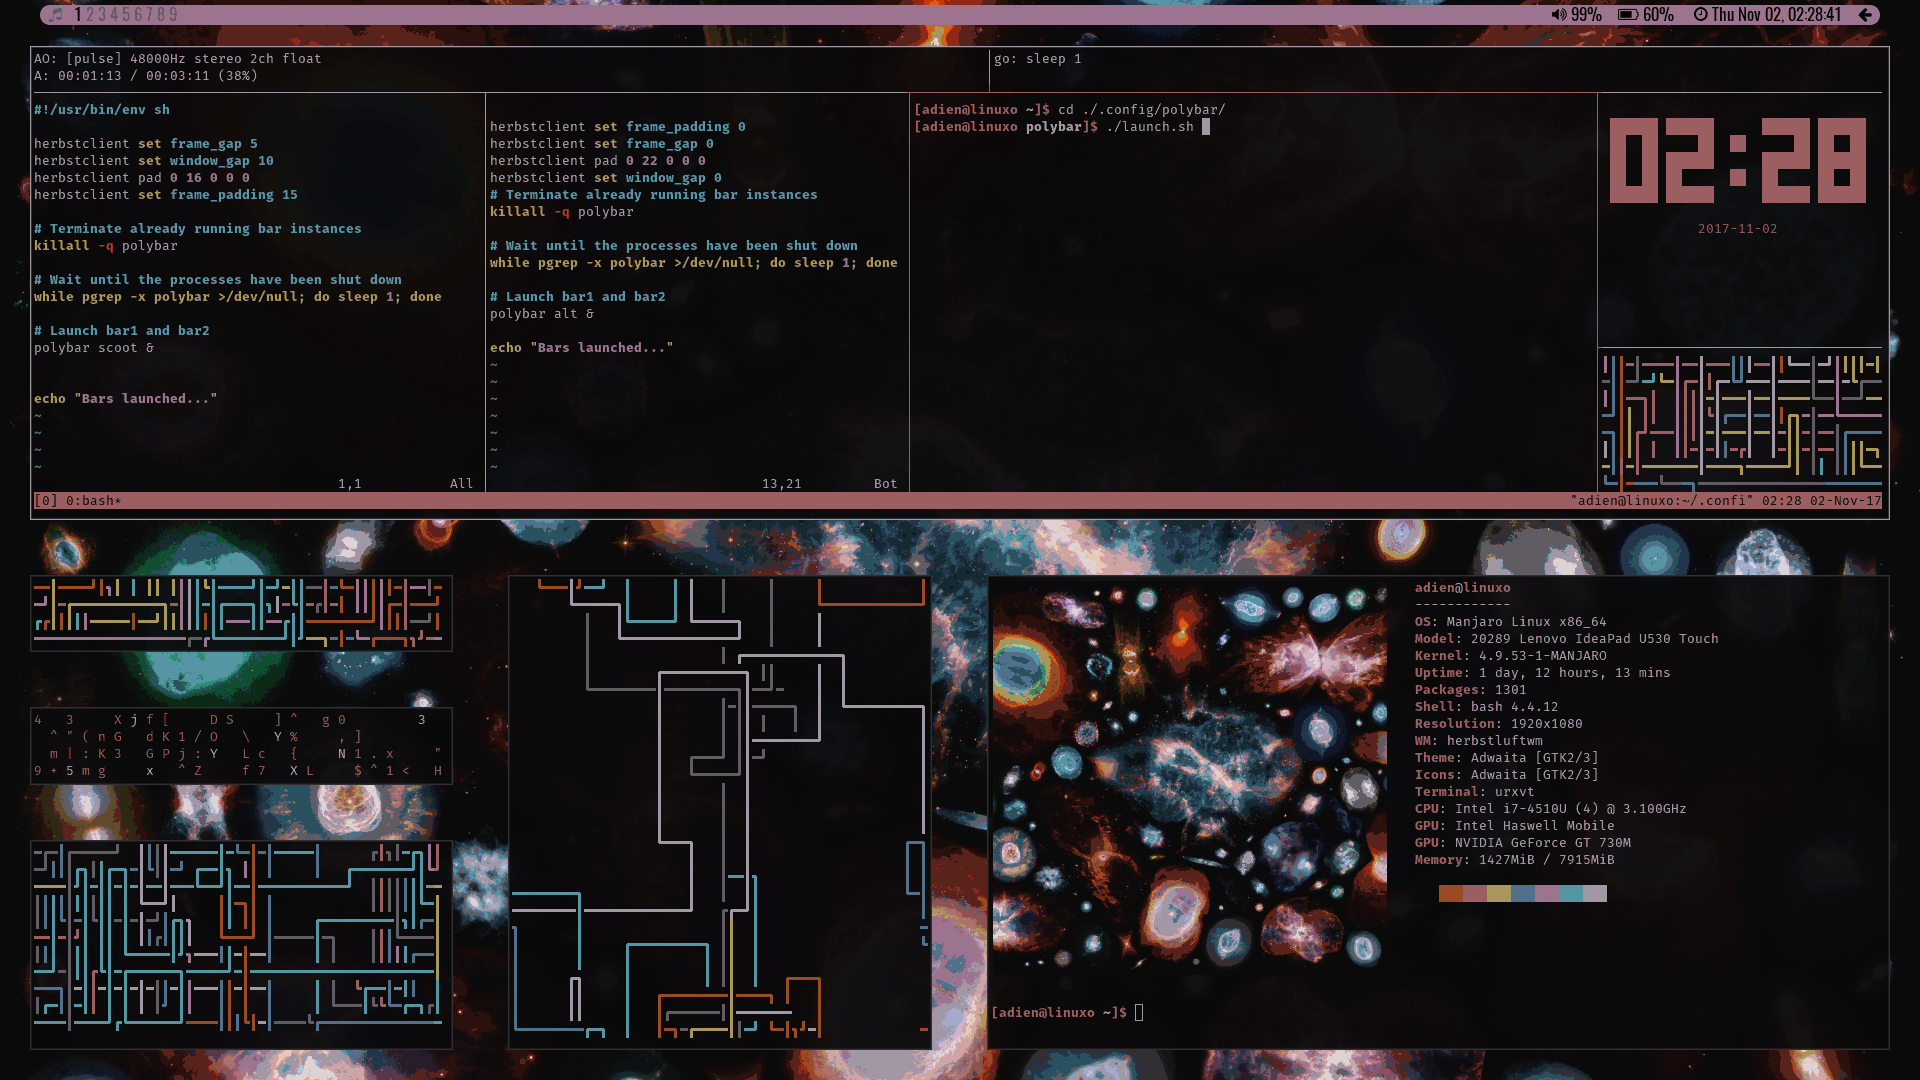 1 2 3 4 5 6 7 8 9
99% 60% Thu Nov 02, 02:28:41
AO: [pulse] 48000Hz stereo 2ch float
A: 00:01:13 / 00:03:11 (38%)
go: sleep 1
#!/usr/bin/env sh
herbstclient set frame_gap 5
herbstclient set window_gap 10
herbstclient pad 0 16 0 0 0
herbstclient set frame_padding 15
# Terminate already running bar instances
killall -q polybar
# Wait until the processes have been shut down
while pgrep -x polybar >/dev/null; do sleep 1; done
# Launch bar1 and bar2
polybar scoot &
echo "Bars launched..."
~
~
~
~
1,1 All
herbstclient set frame_padding 0
herbstclient set frame_gap 0
herbstclient pad 0 22 0 0 0
herbstclient set window_gap 0
# Terminate already running bar instances
killall -q polybar
# Wait until the processes have been shut down
while pgrep -x polybar >/dev/null; do sleep 1; done
# Launch bar1 and bar2
polybar alt &
echo "Bars launched..."
~
~
~
~
~
~
~
13,21 Bot
[adien@linuxo ~]$ cd ./.config/polybar/
[adien@linuxo polybar]$ ./launch.sh
02:28
2017-11-02
[0] 0:bash* "adien@linuxo:~/.confi" 02:28 02-Nov-17
4 3 X j f [ D S ] ^ g 0 3
^ " ( n G d K 1 / O \ Y % , ]
m | : K 3 G P j : Y L c { N 1 . x "
9 + 5 m g x ^ Z f 7 X L $ ^ 1 < H
adien@linuxo
------------
OS: Manjaro Linux x86_64
Model: 20289 Lenovo IdeaPad U530 Touch
Kernel: 4.9.53-1-MANJARO
Uptime: 1 day, 12 hours, 13 mins
Packages: 1301
Shell: bash 4.4.12
Resolution: 1920x1080
WM: herbstluftwm
Theme: Adwaita [GTK2/3]
Icons: Adwaita [GTK2/3]
Terminal: urxvt
CPU: Intel i7-4510U (4) @ 3.100GHz
GPU: Intel Haswell Mobile
GPU: NVIDIA GeForce GT 730M
Memory: 1427MiB / 7915MiB
[adien@linuxo ~]$